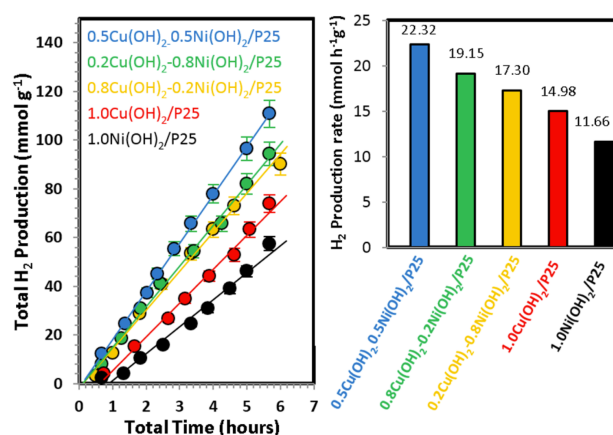 140
120
100
80
60
40
20
0
Total H2 Production (mmol g-1)
0.5Cu(OH)2-0.5Ni(OH)2/P25
0.2Cu(OH)2-0.8Ni(OH)2/P25
0.8Cu(OH)2-0.2Ni(OH)2/P25
1.0Cu(OH)2/P25
1.0Ni(OH)2/P25
0 1 2 3 4 5 6 7
Total Time (hours)
H2 Production rate (mmol h-1g-1)
25
20
15
10
5
0
22.32
19.15
17.30
14.98
11.66
0.5Cu(OH)2-0.5Ni(OH)2/P25
0.8Cu(OH)2-0.2Ni(OH)2/P25
0.2Cu(OH)2-0.8Ni(OH)2/P25
1.0Cu(OH)2/P25
1.0Ni(OH)2/P25